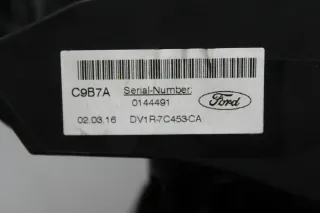 C9B7A Serial-Number:
0144491
Ford
02.03.16 DV1R-7C453-CA